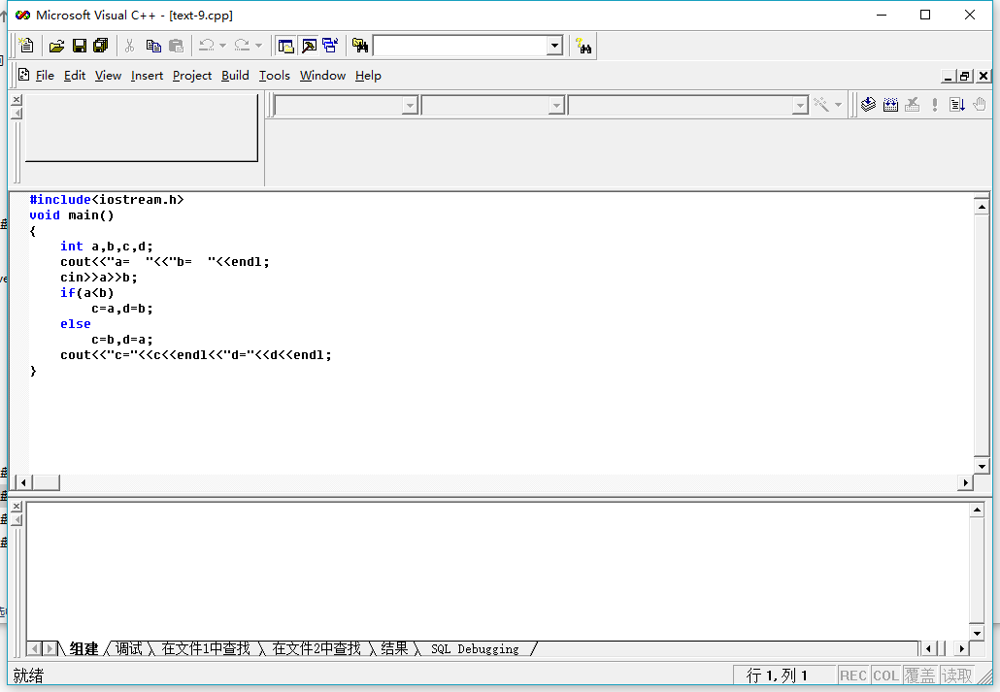 Microsoft Visual C++ - [text-9.cpp]
File Edit View Insert Project Build Tools Window Help
#include<iostream.h>
void main()
{
    int a,b,c,d;
    cout<<"a=  "<<"b=  "<<endl;
    cin>>a>>b;
    if(a<b)
        c=a,d=b;
    else
        c=b,d=a;
    cout<<"c="<<c<<endl<<"d="<<d<<endl;
}
组建 调试 在文件1中查找 在文件2中查找 结果 SQL Debugging
就绪 行 1, 列 1 REC COL 覆盖 读取